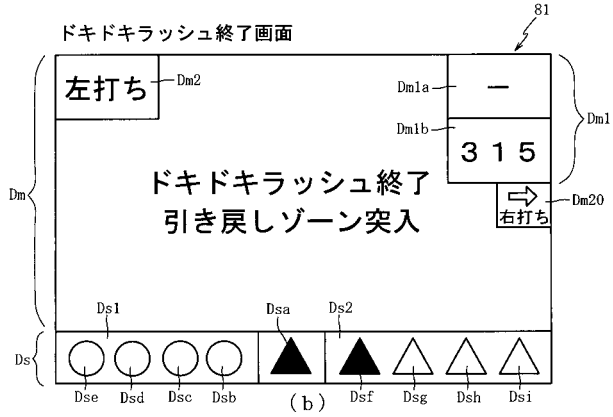 ドキドキラッシュ終了画面
81
左打ち
Dm2
Dm1a
－
Dm1
Dm1b
315
Dm
ドキドキラッシュ終了
引き戻しゾーン突入
右打ち
Dm20
Ds1
Dsa
Ds2
Ds
Dse
Dsd
Dsc
Dsb
Dsf
Dsg
Dsh
Dsi
(b)